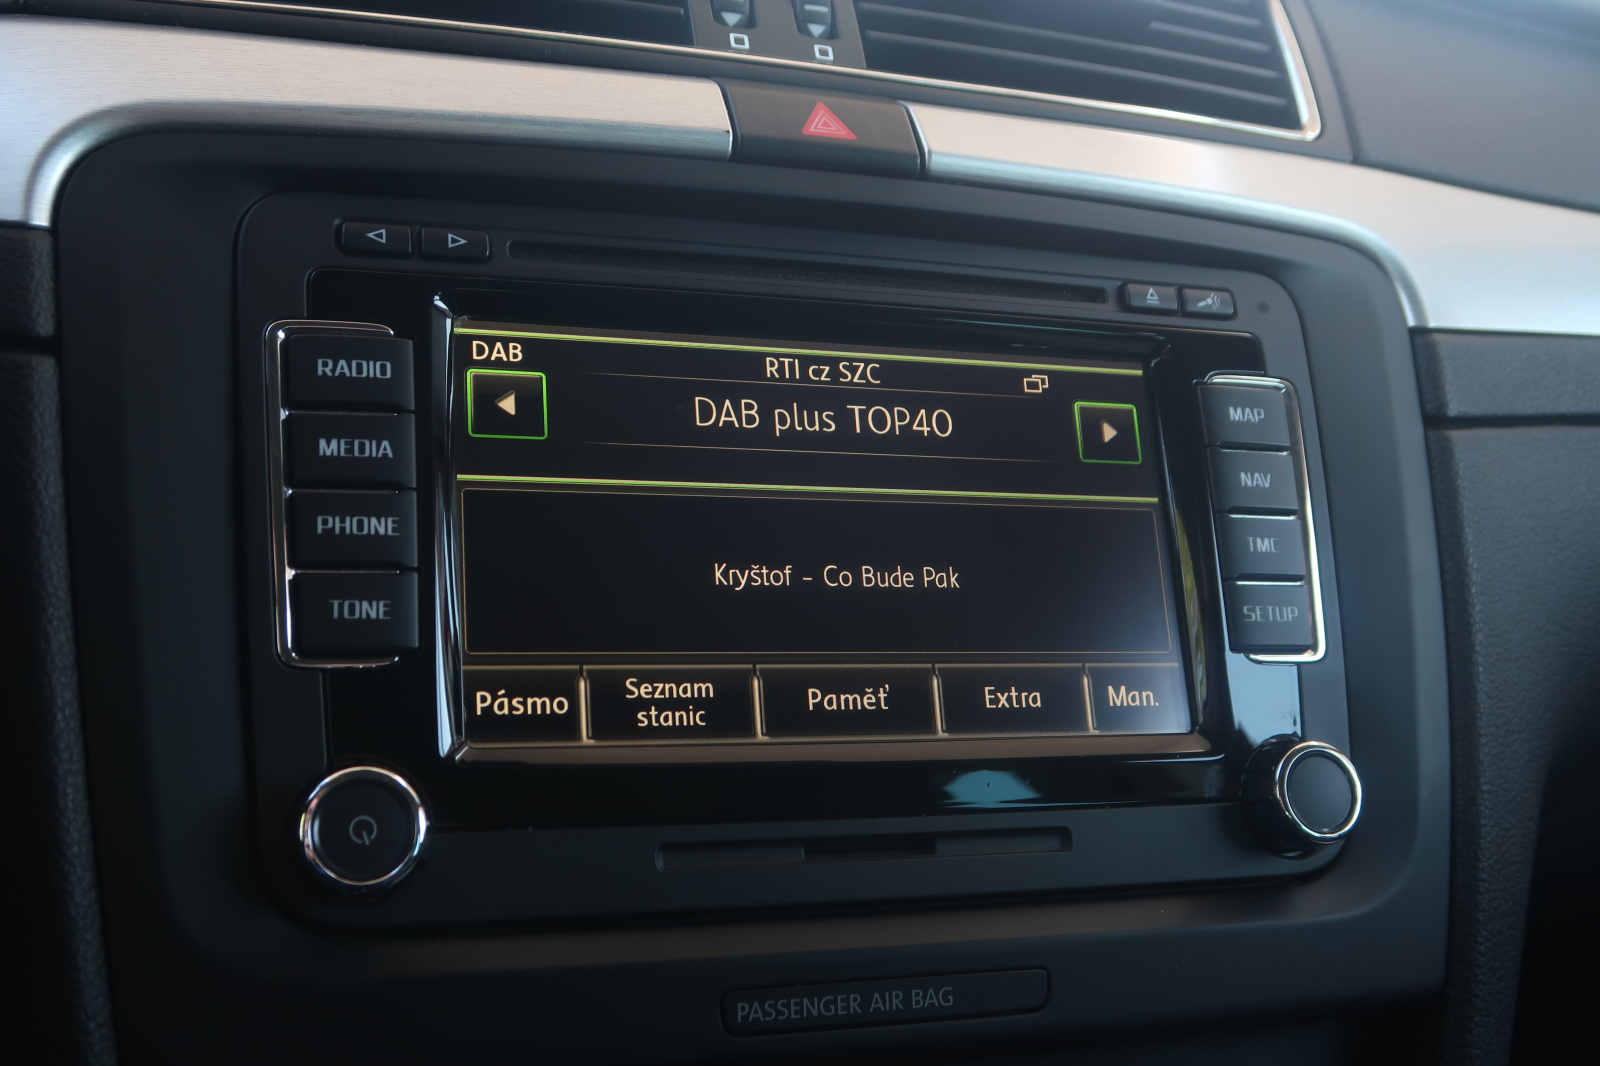 DAB
RTI cz SZC
DAB plus TOP40
Kryštof - Co Bude Pak
Pásmo
Seznam
stanic
Paměť
Extra
Man.
RADIO
MEDIA
PHONE
TONE
MAP
NAV
TMC
SETUP
PASSENGER AIR BAG